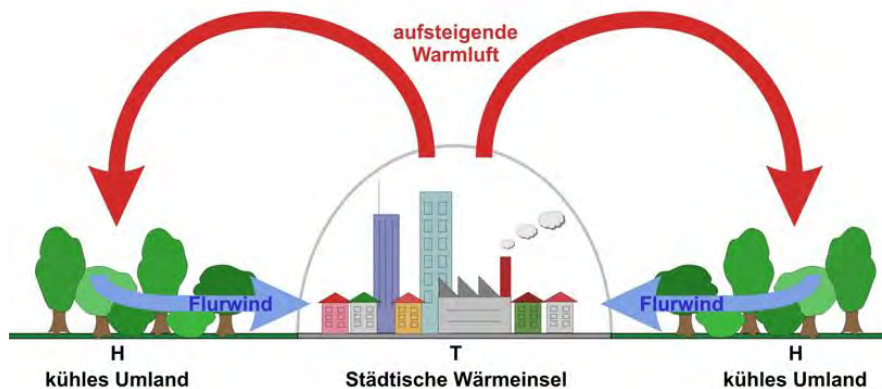 aufsteigende
Warmluft
Flurwind
Flurwind
H
T
H
kühles Umland
Städtische Wärmeinsel
kühles Umland